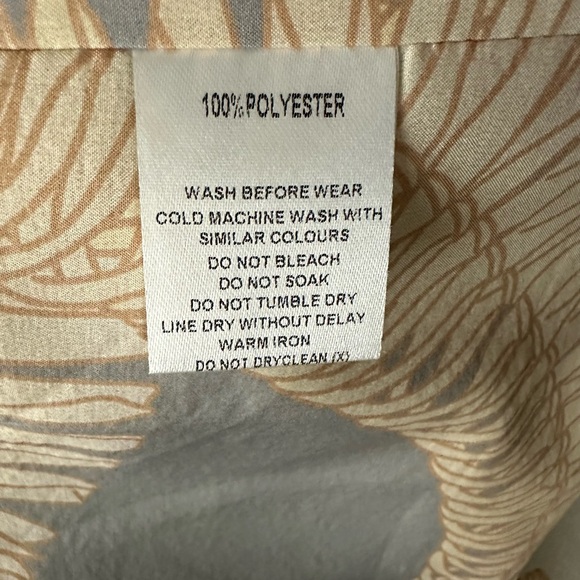 100% POLYESTER
WASH BEFORE WEAR
COLD MACHINE WASH WITH
SIMILAR COLOURS
DO NOT BLEACH
DO NOT SOAK
DO NOT TUMBLE DRY
LINE DRY WITHOUT DELAY
WARM IRON
DO NOT DRYCLEAN (X)